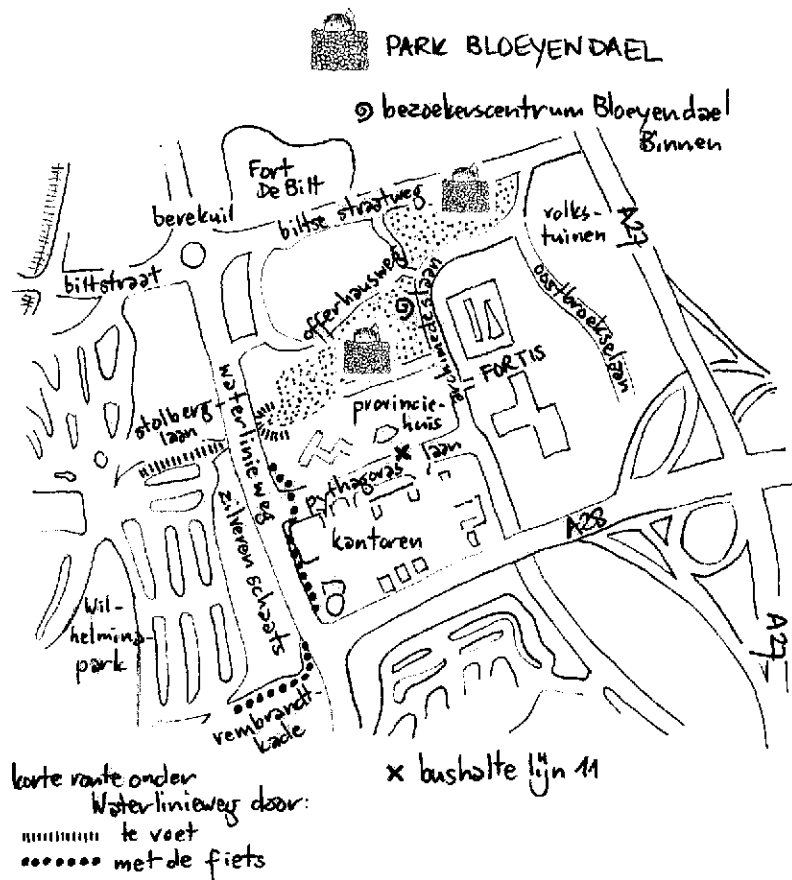 PARK BLOEYENDAEL
bezoekerscentrum Bloeyendael
Binnen
Fort
De Bilt
berekuil
biltse straatweg
volks-
tuinen
A27
biltstraat
offerhausweg
archimedeslaan
oostbroekselaan
FORTIS
waterlinieweg
stolberg-
laan
provincie-
huis
pythagoras laan
zilveren schaats
kantoren
A28
Wil-
helmina-
park
A27
rembrandt-
kade
korte route onder
Waterlinieweg door:
te voet
met de fiets
x bushalte lijn 11